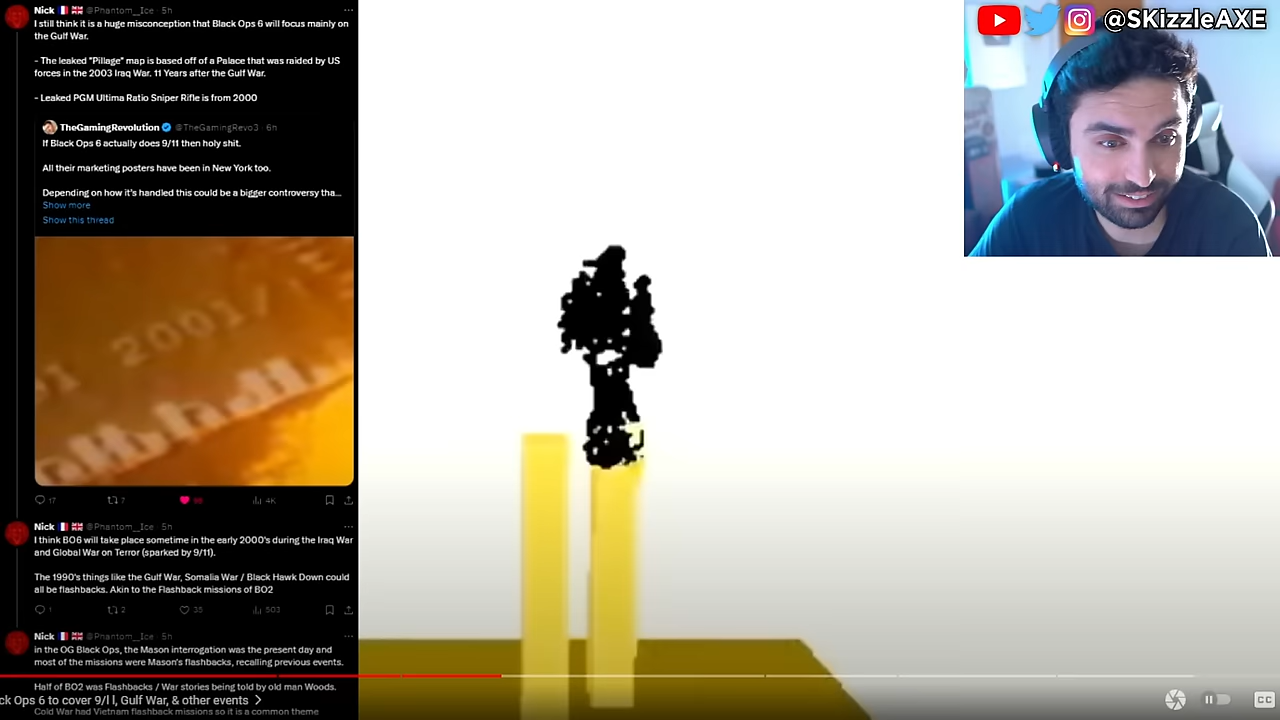 Nick @Phantom__Ice · 5h
I still think it is a huge misconception that Black Ops 6 will focus mainly on
the Gulf War.
- The leaked "Pillage" map is based off of a Palace that was raided by US
forces in the 2003 Iraq War. 11 Years after the Gulf War.
- Leaked PGM Ultima Ratio Sniper Rifle is from 2000
TheGamingRevolution @TheGamingRevo3 · 6h
If Black Ops 6 actually does 9/11 then holy shit.
All their marketing posters have been in New York too.
Depending on how it's handled this could be a bigger controversy tha...
Show more
Show this thread
2001/
17 7 4K
Nick @Phantom__Ice · 5h
I think BO6 will take place sometime in the early 2000's during the Iraq War
and Global War on Terror (sparked by 9/11).
The 1990's things like the Gulf War, Somalia War / Black Hawk Down could
all be flashbacks. Akin to the Flashback missions of BO2
1 2 35 503
Nick @Phantom__Ice · 5h
in the OG Black Ops, the Mason interrogation was the present day and
most of the missions were Mason's flashbacks, recalling previous events.
Half of BO2 was Flashbacks / War stories being told by old man Woods.
ck Ops 6 to cover 9/l l, Gulf War, & other events >
Cold War had Vietnam flashback missions so it is a common theme
@SKizzleAXE
CC